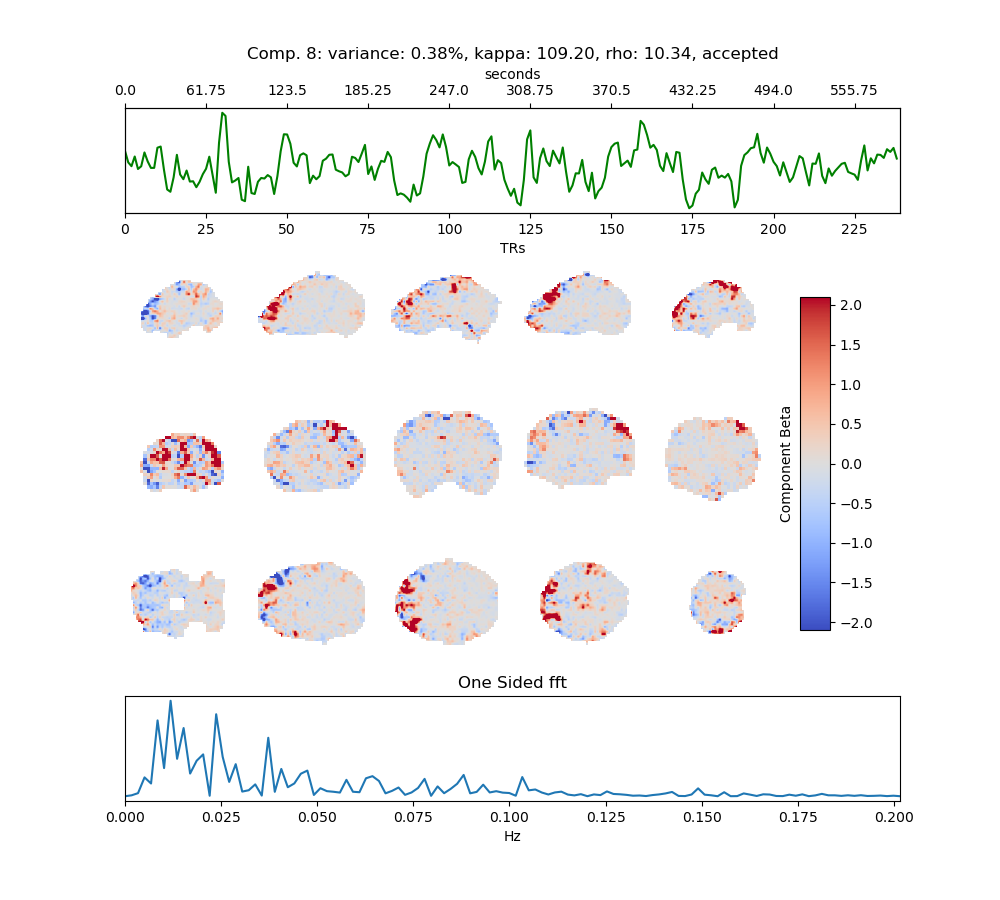 Comp. 8: variance: 0.38%, kappa: 109.20, rho: 10.34, accepted
seconds
0.0 61.75 123.5 185.25 247.0 308.75 370.5 432.25 494.0 555.75
0 25 50 75 100 125 150 175 200 225
TRs
2.0
1.5
1.0
0.5
0.0
−0.5
−1.0
−1.5
−2.0
Component Beta
One Sided fft
0.000 0.025 0.050 0.075 0.100 0.125 0.150 0.175 0.200
Hz